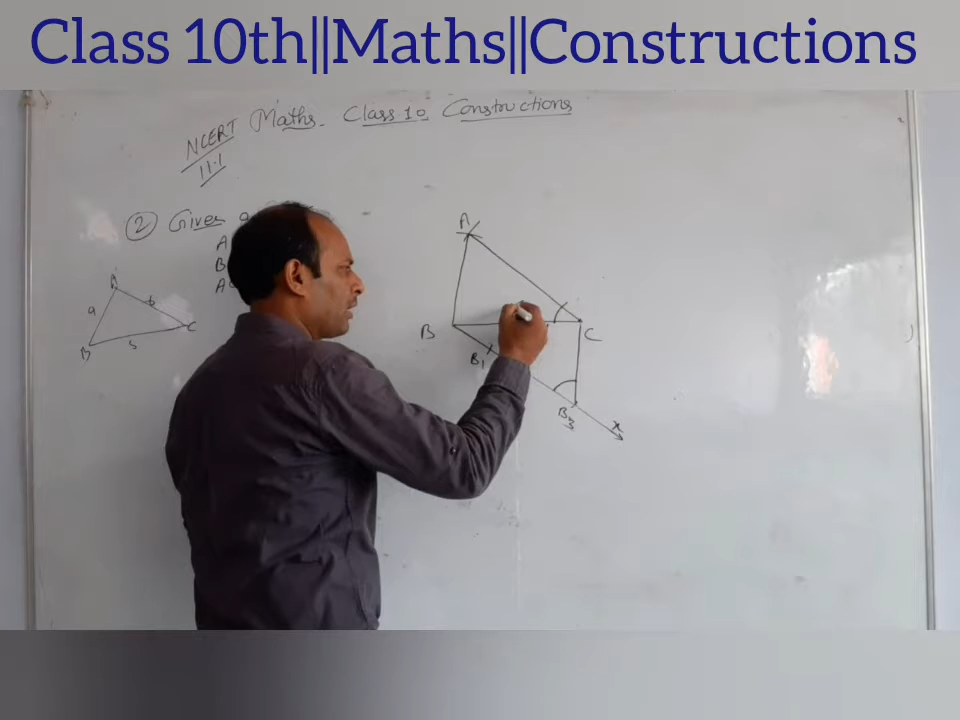 Class 10th||Maths||Constructions
NCERT Maths. Class 10 Constructions
11.1
② Given
A
B
A
A
a
b
B
5
C
A
B
C
B1
B3
x